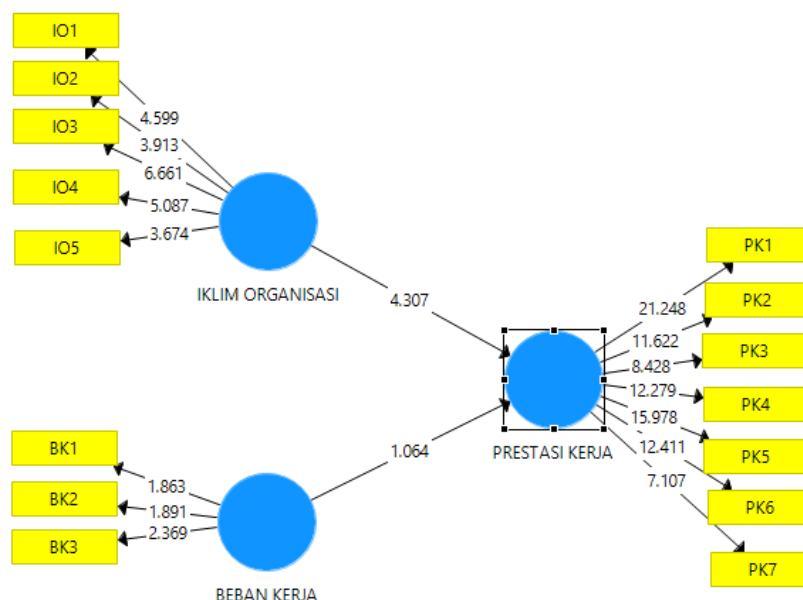 IO1
IO2
IO3
IO4
IO5
4.599
3.913
6.661
5.087
3.674
IKLIM ORGANISASI
4.307
BK1
BK2
BK3
1.863
1.891
2.369
BEBAN KERJA
1.064
PRESTASI KERJA
21.248
11.622
8.428
12.279
15.978
12.411
7.107
PK1
PK2
PK3
PK4
PK5
PK6
PK7